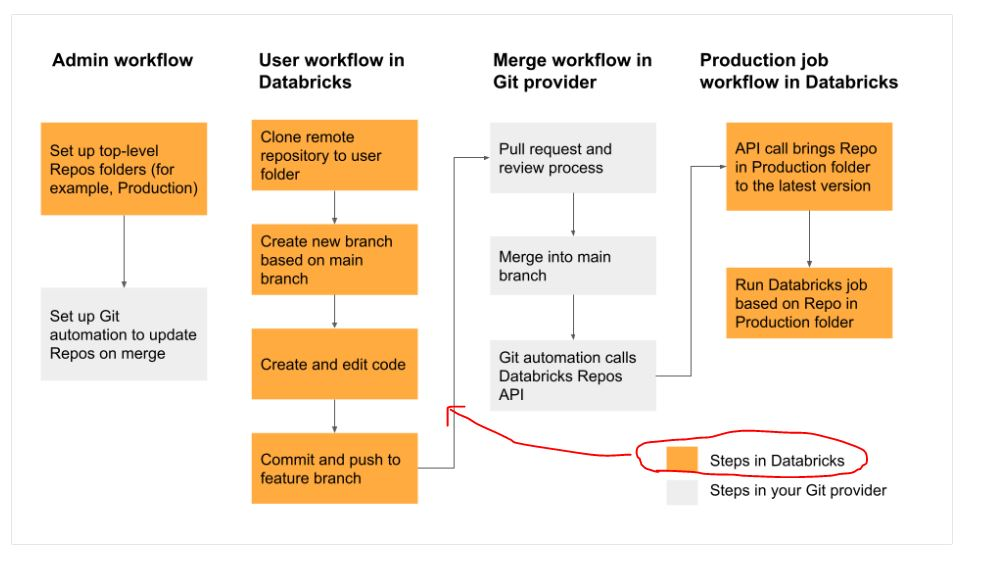 Admin workflow
Set up top-level
Repos folders (for
example, Production)
Set up Git
automation to update
Repos on merge
User workflow in
Databricks
Clone remote
repository to user
folder
Create new branch
based on main
branch
Create and edit code
Commit and push to
feature branch
Merge workflow in
Git provider
Pull request and
review process
Merge into main
branch
Git automation calls
Databricks Repos
API
Production job
workflow in Databricks
API call brings Repo
in Production folder
to the latest version
Run Databricks job
based on Repo in
Production folder
Steps in Databricks
Steps in your Git provider